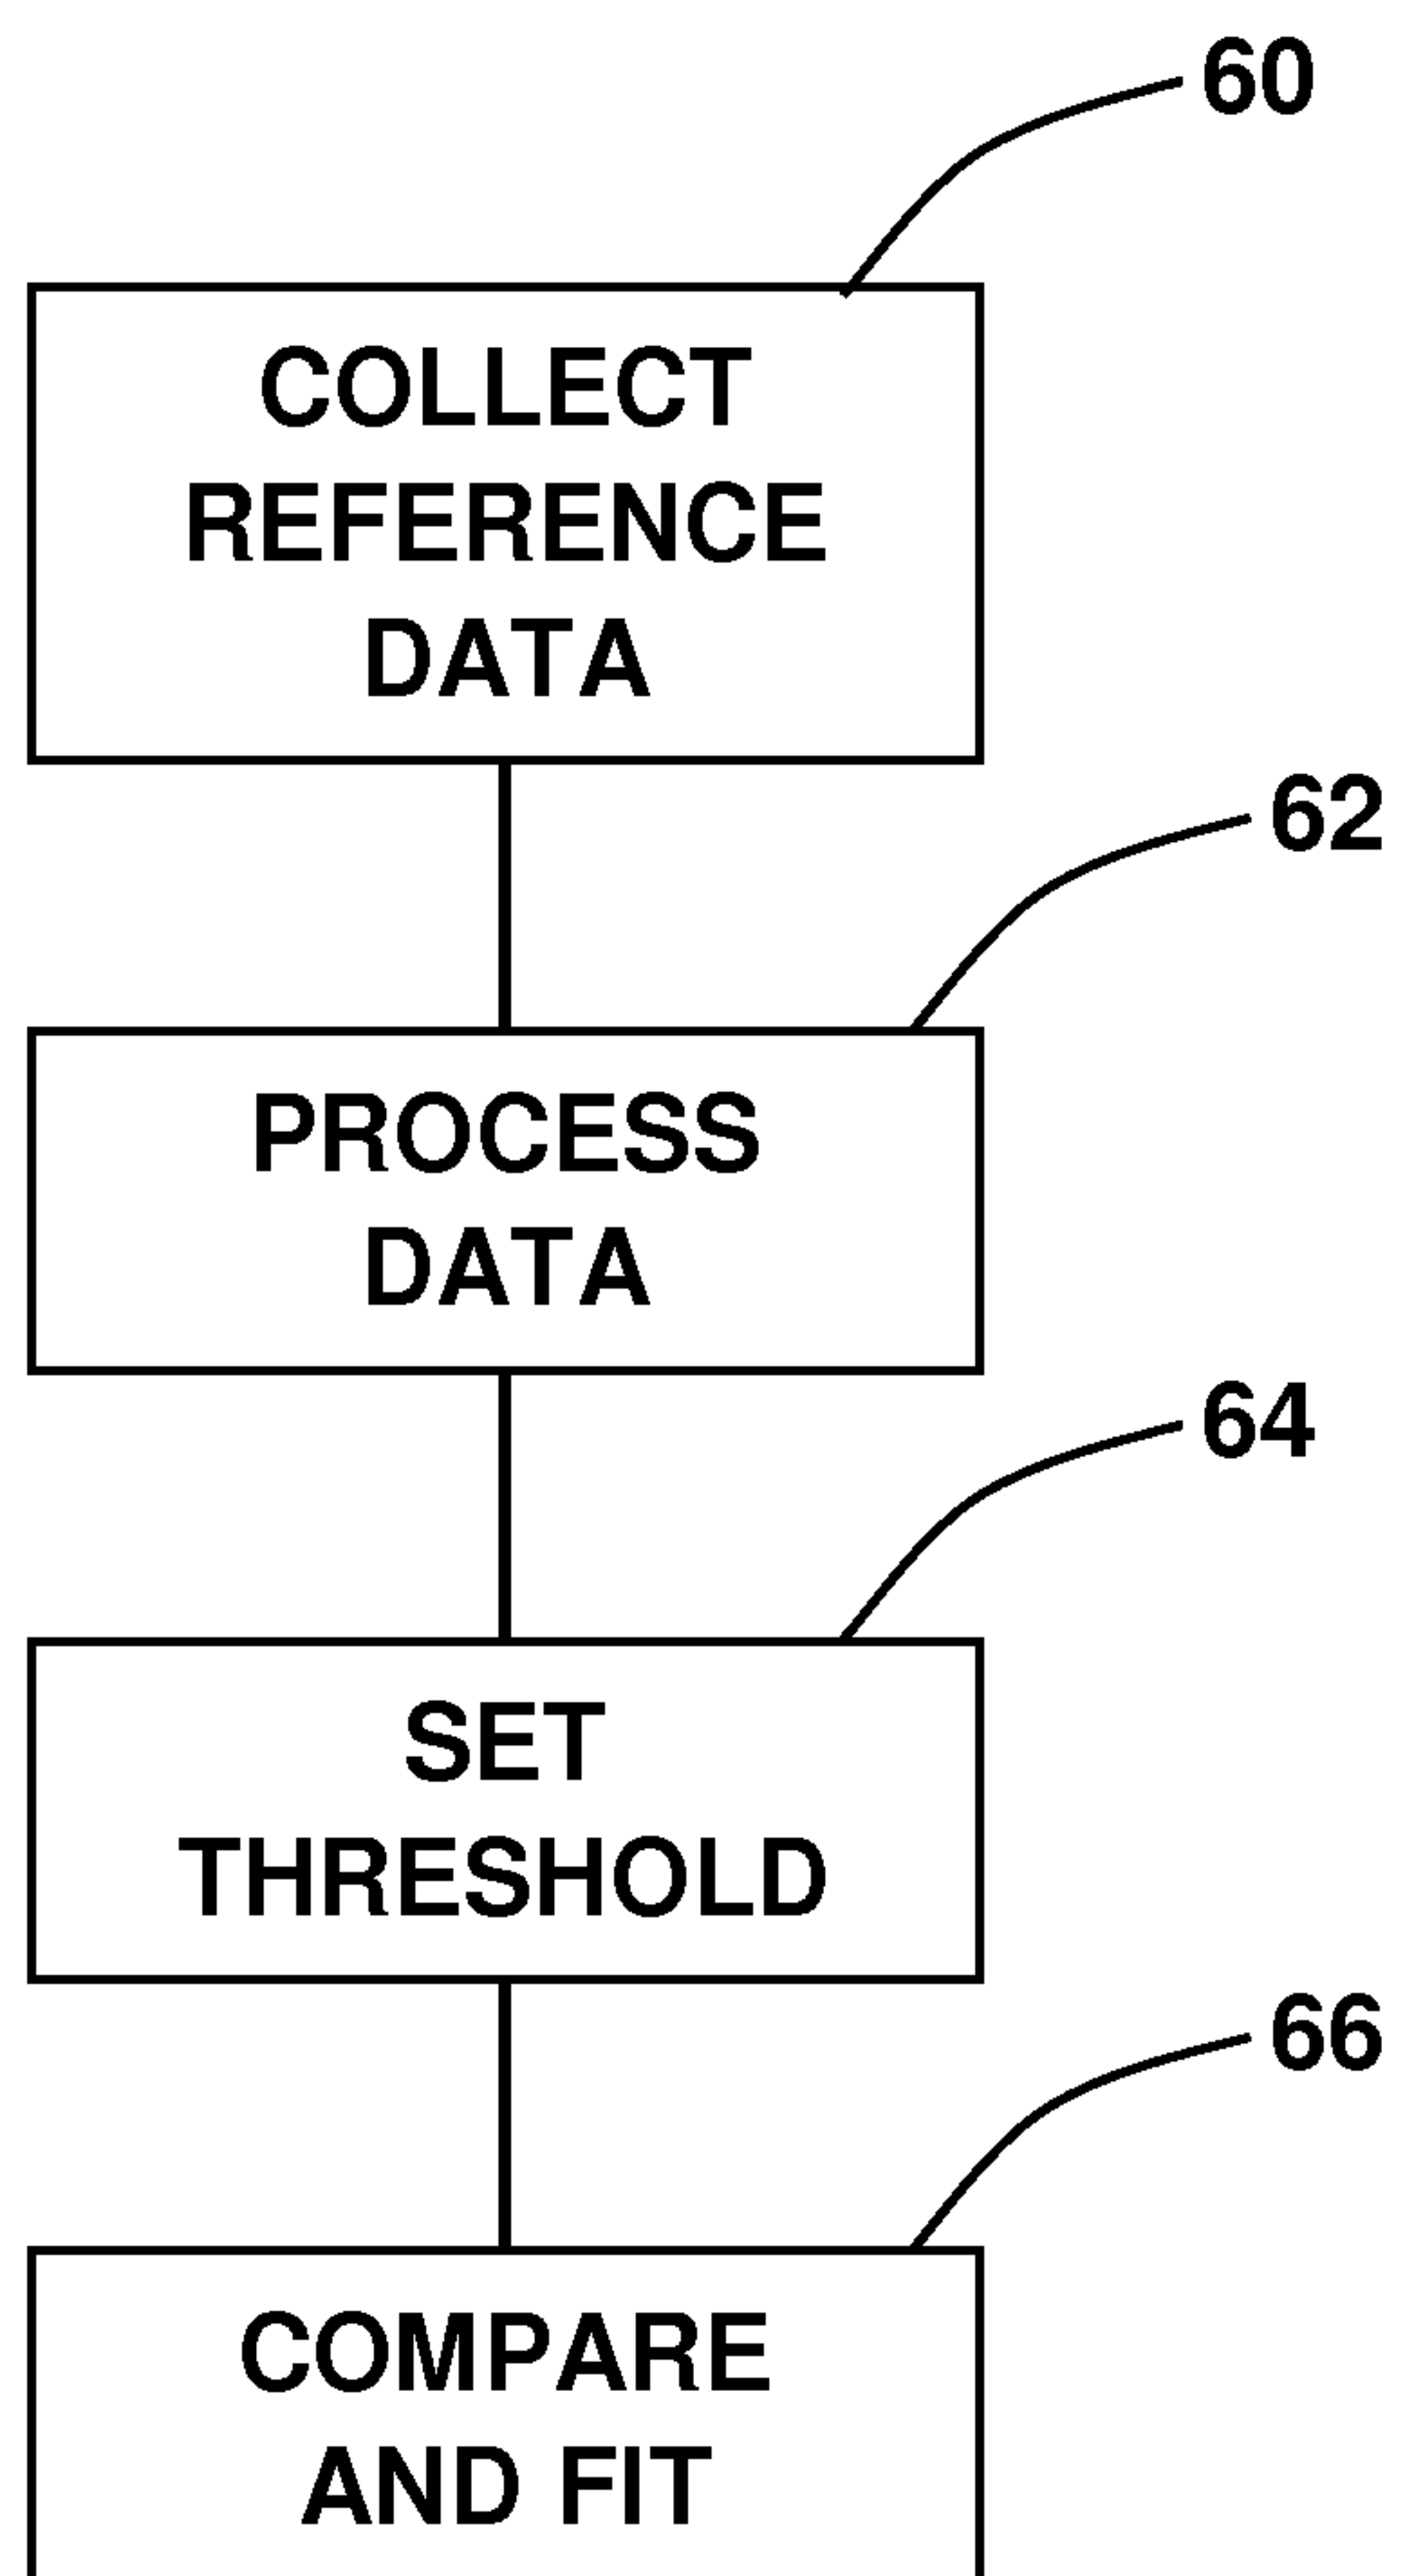 60
COLLECT
REFERENCE
DATA
62
PROCESS
DATA
64
SET
THRESHOLD
66
COMPARE
AND FIT